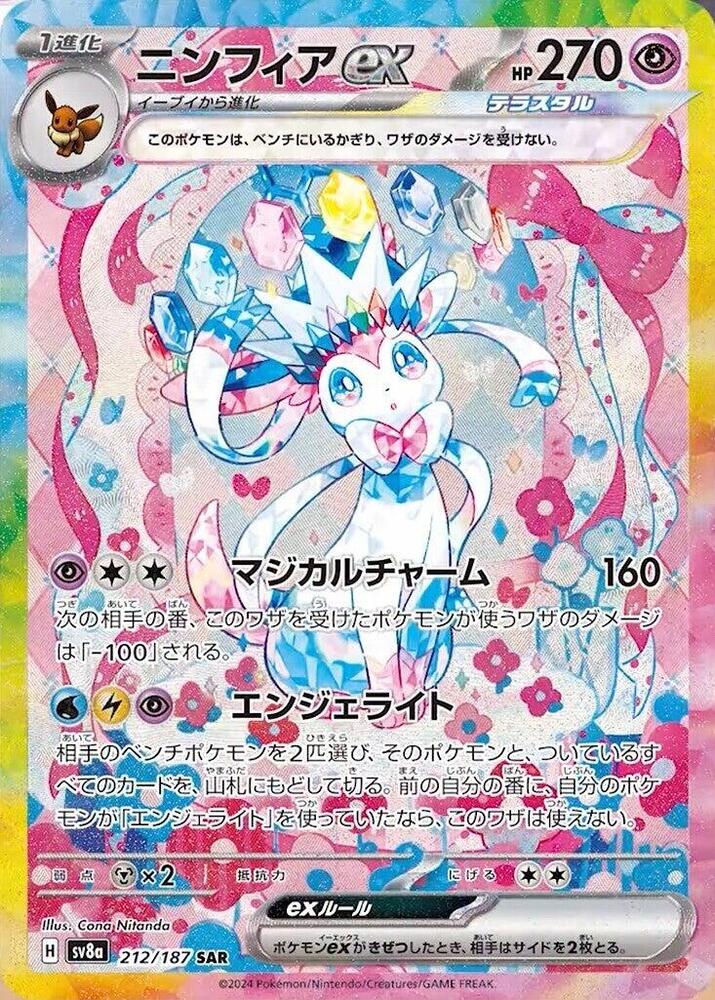 1進化
ニンフィアex HP 270
イーブイから進化 テラスタル
このポケモンは、ベンチにいるかぎり、ワザのダメージを受けない。
マジカルチャーム 160
次の相手の番、このワザを受けたポケモンが使うワザのダメージ
は「-100」される。
エンジェライト
相手のベンチポケモンを2匹選び、そのポケモンと、ついているす
べてのカードを、山札にもどして切る。前の自分の番に、自分のポケ
モンが「エンジェライト」を使っていたなら、このワザは使えない。
弱点 ×2 抵抗力 にげる
Illus. Cona Nitanda
exルール
ポケモンexがきぜつしたとき、相手はサイドを2枚とる。
H sv8a 212/187 SAR
©2024 Pokémon/Nintendo/Creatures/GAME FREAK.